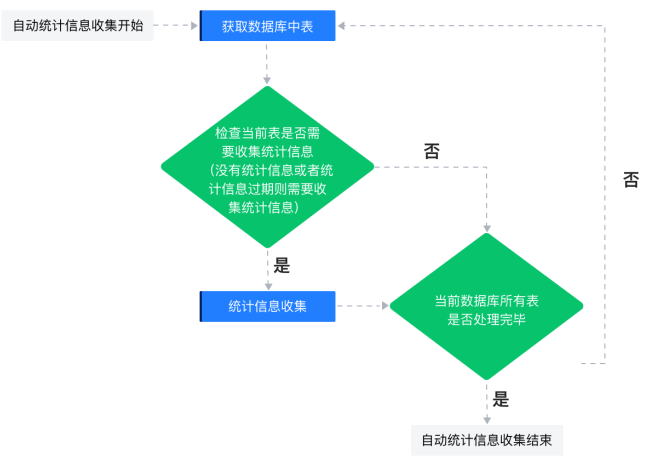 自动统计信息收集开始
获取数据库中表
检查当前表是否需
要收集统计信息
（没有统计信息或者统
计信息过期则需要收
集统计信息）
否
否
是
统计信息收集
当前数据库所有表
是否处理完毕
是
自动统计信息收集结束